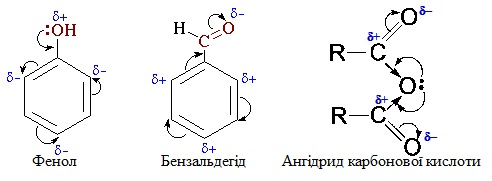 δ+
:OH
δ− δ−
δ−
Фенол
H C O δ−
δ+ δ+
δ+
Бензальдегід
O δ−
R C δ+
O:
R C δ+
O δ−
Ангідрид карбонової кислоти